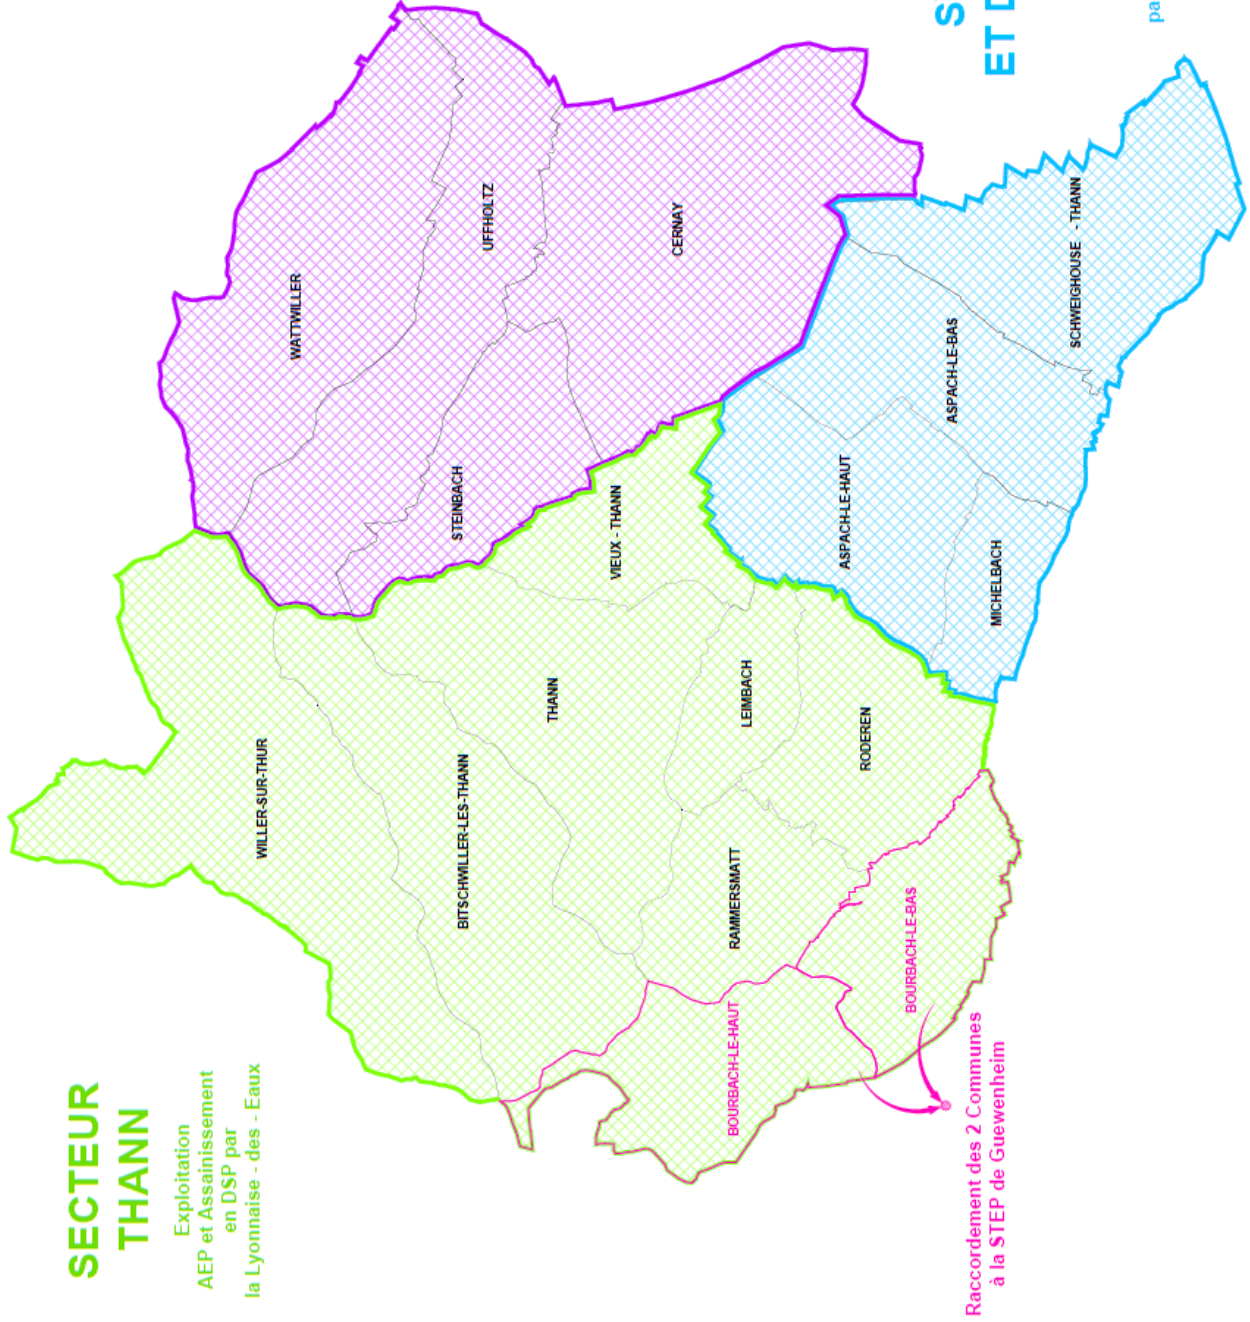 SECTEUR
THANN
Exploitation
AEP et Assainissement
en DSP par
la Lyonnaise - des - Eaux
WILLER-SUR-THUR
BITSCHWILLER-LES-THANN
THANN
VIEUX - THANN
LEIMBACH
RODEREN
RAMMERSMATT
BOURBACH-LE-HAUT
BOURBACH-LE-BAS
Raccordement des 2 Communes
à la STEP de Guewenheim
WATTWILLER
UFFHOLTZ
STEINBACH
CERNAY
ASPACH-LE-HAUT
ASPACH-LE-BAS
MICHELBACH
SCHWEIGHOUSE - THANN
S
ET D
pa